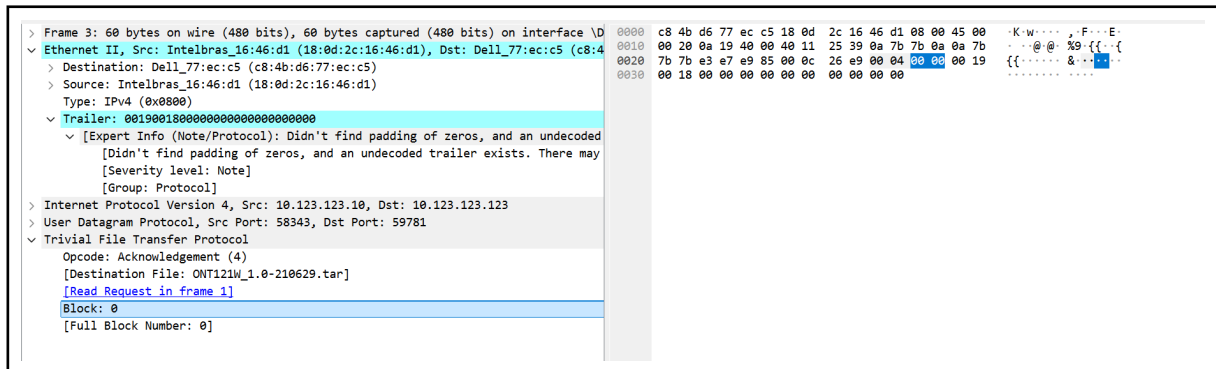 > Frame 3: 60 bytes on wire (480 bits), 60 bytes captured (480 bits) on interface \D
Ethernet II, Src: Intelbras_16:46:d1 (18:0d:2c:16:46:d1), Dst: Dell_77:ec:c5 (c8:4
> Destination: Dell_77:ec:c5 (c8:4b:d6:77:ec:c5)
> Source: Intelbras_16:46:d1 (18:0d:2c:16:46:d1)
Type: IPv4 (0x0800)
Trailer: 001900180000000000000000000000
[Expert Info (Note/Protocol): Didn't find padding of zeros, and an undecoded
[Didn't find padding of zeros, and an undecoded trailer exists. There may
[Severity level: Note]
[Group: Protocol]
> Internet Protocol Version 4, Src: 10.123.123.10, Dst: 10.123.123.123
> User Datagram Protocol, Src Port: 58343, Dst Port: 59781
Trivial File Transfer Protocol
Opcode: Acknowledgement (4)
[Destination File: ONT121W_1.0-210629.tar]
[Read Request in frame 1]
Block: 0
[Full Block Number: 0]
0000 c8 4b d6 77 ec c5 18 0d 2c 16 46 d1 08 00 45 00 ·K·w···· ,·F···E·
0010 00 20 0a 19 40 00 40 11 25 39 0a 7b 7b 0a 0a 7b · ··@·@· %9·{{··{
0020 7b 7b e3 e7 e9 85 00 0c 26 e9 00 04 00 00 00 19 {{······ &·······
0030 00 18 00 00 00 00 00 00 00 00 00 00 ········ ····